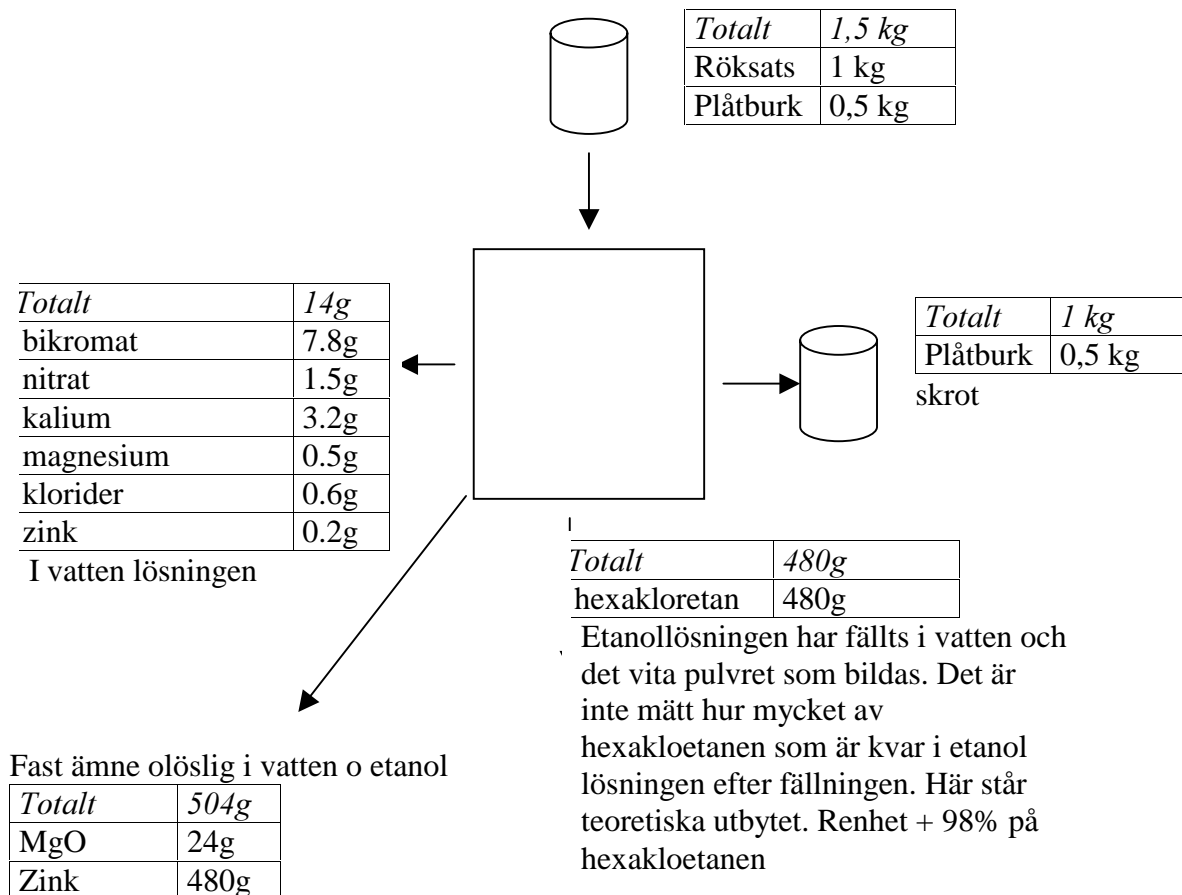 Totalt 1,5 kg
Röksats 1 kg
Plåtburk 0,5 kg
Totalt 14g
bikromat 7.8g
nitrat 1.5g
kalium 3.2g
magnesium 0.5g
klorider 0.6g
zink 0.2g
I vatten lösningen
Totalt 1 kg
Plåtburk 0,5 kg
skrot
Totalt 480g
hexakloretan 480g
Etanollösningen har fällts i vatten och
det vita pulvret som bildas. Det är
inte mätt hur mycket av
hexakloetanen som är kvar i etanol
lösningen efter fällningen. Här står
teoretiska utbytet. Renhet + 98% på
hexakloetanen
Fast ämne olöslig i vatten o etanol
Totalt 504g
MgO 24g
Zink 480g